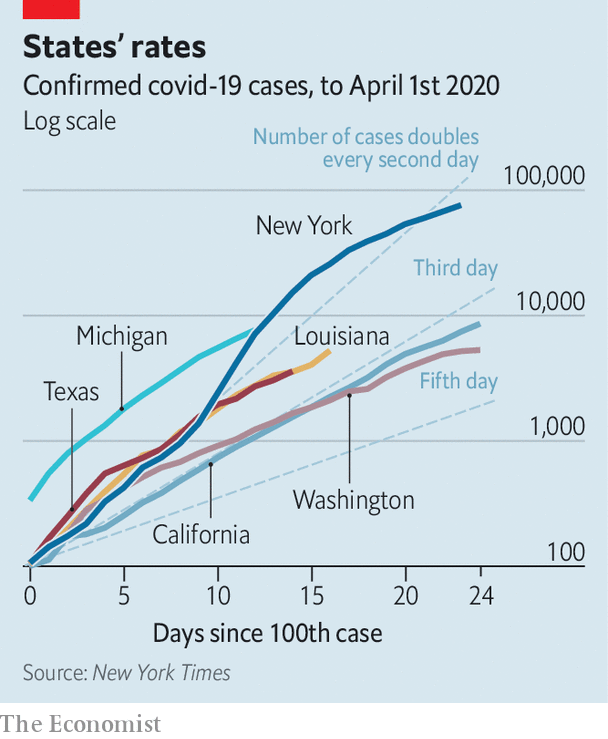 States’ rates
Confirmed covid-19 cases, to April 1st 2020
Log scale
Number of cases doubles
every second day
100,000
New York
Third day
10,000
Michigan
Louisiana
Texas
Fifth day
1,000
Washington
California
100
0
5
10
15
20
24
Days since 100th case
Source: New York Times
The Economist